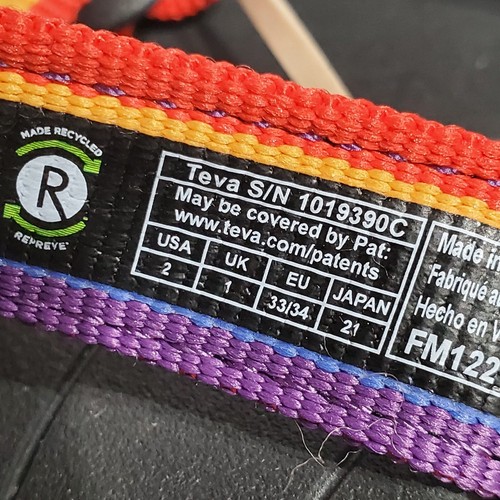 MADE RECYCLED
R
REPREVE
Teva S/N 1019390C
May be covered by Pat:
www.teva.com/patents
USA UK EU JAPAN
2 1 33/34 21
Made in
Fabriqué a
Hecho en V
FM122